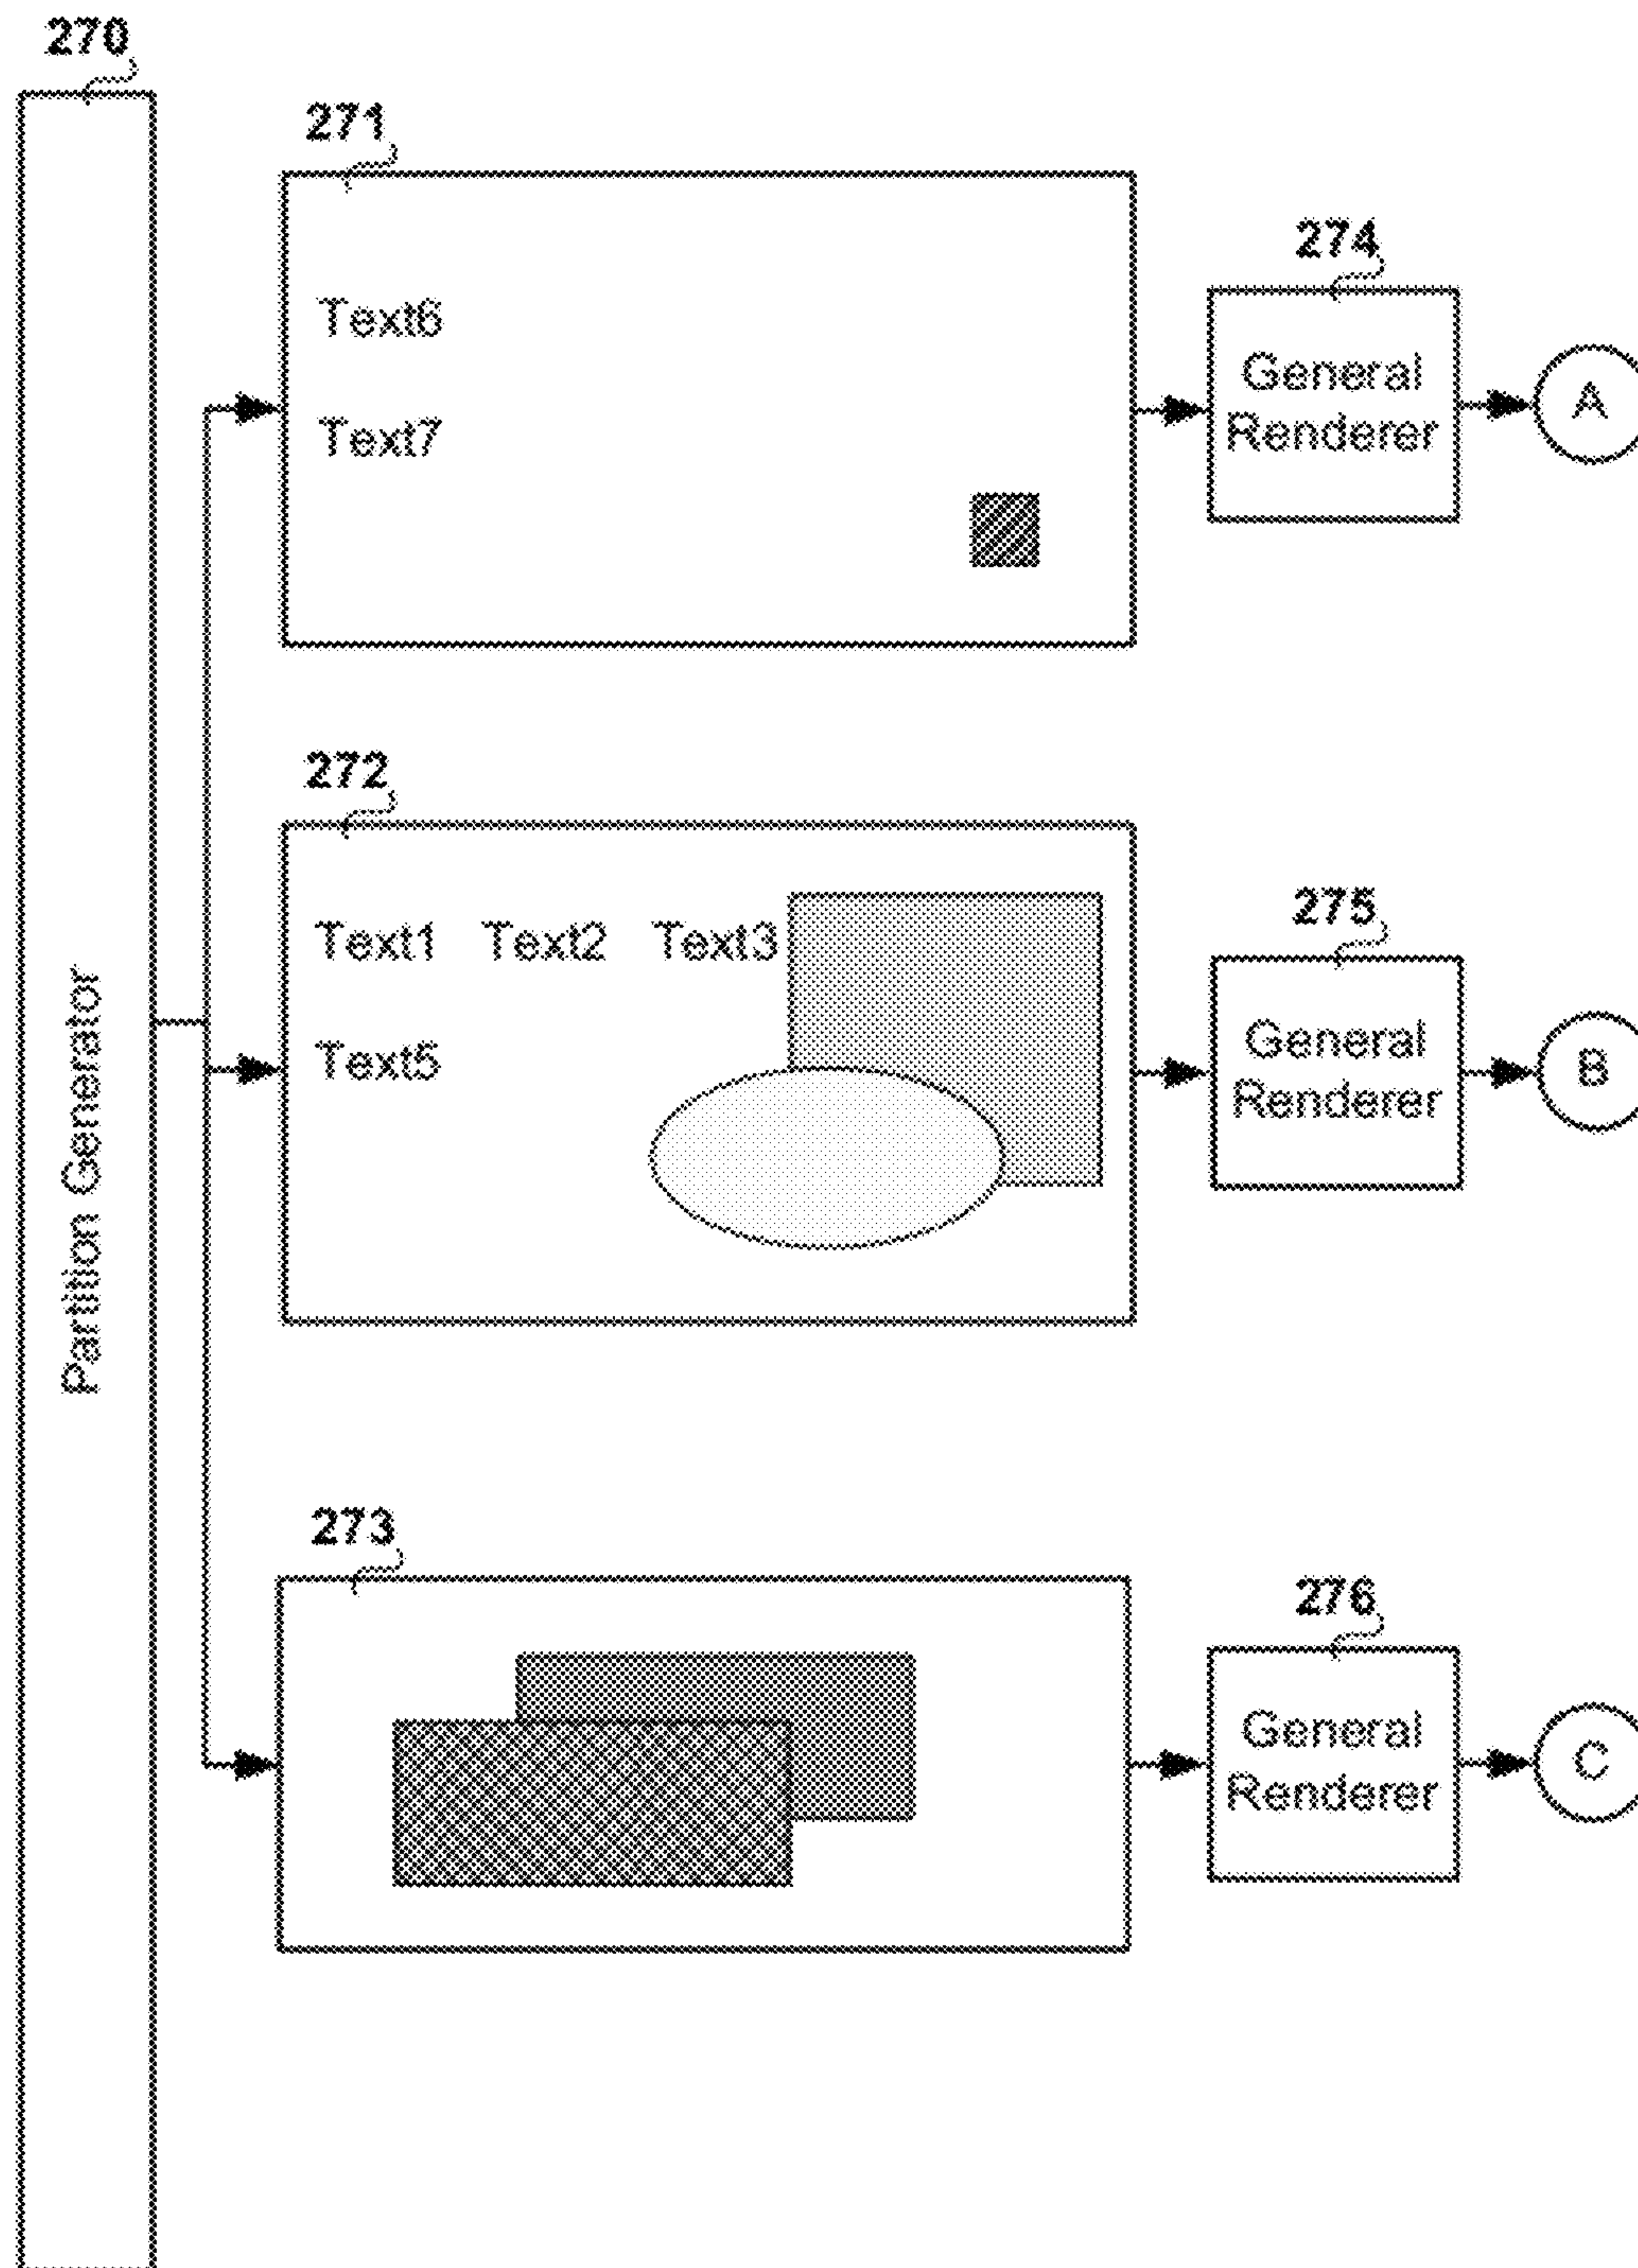 270
Partition Generator
271
Text6
Text7
274
General
Renderer
A
272
Text1 Text2 Text3
Text5
275
General
Renderer
B
273
276
General
Renderer
C